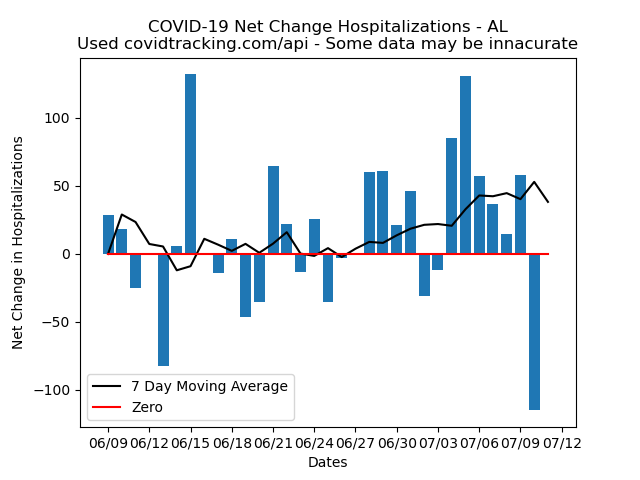 COVID-19 Net Change Hospitalizations - AL
Used covidtracking.com/api - Some data may be innacurate
Net Change in Hospitalizations
100
50
0
−50
−100
7 Day Moving Average
Zero
06/09 06/12 06/15 06/18 06/21 06/24 06/27 06/30 07/03 07/06 07/09 07/12
Dates